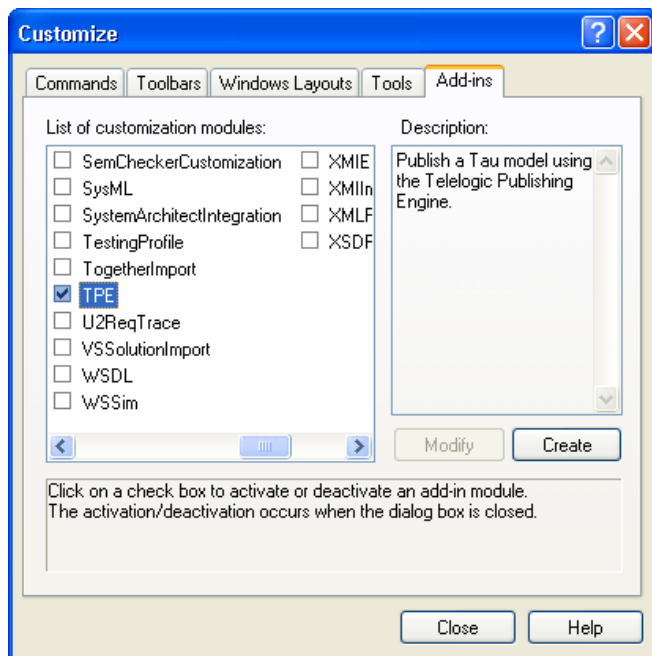 Customize
Commands Toolbars Windows Layouts Tools Add-ins
List of customization modules:
Description:
SemCheckerCustomization
SysML
SystemArchitectIntegration
TestingProfile
TogetherImport
TPE
U2ReqTrace
VSSolutionImport
WSDL
WSSim
XMIE
XMIIn
XMLF
XSDF
Publish a Tau model using
the Telelogic Publishing
Engine.
Modify Create
Click on a check box to activate or deactivate an add-in module.
The activation/deactivation occurs when the dialog box is closed.
Close Help